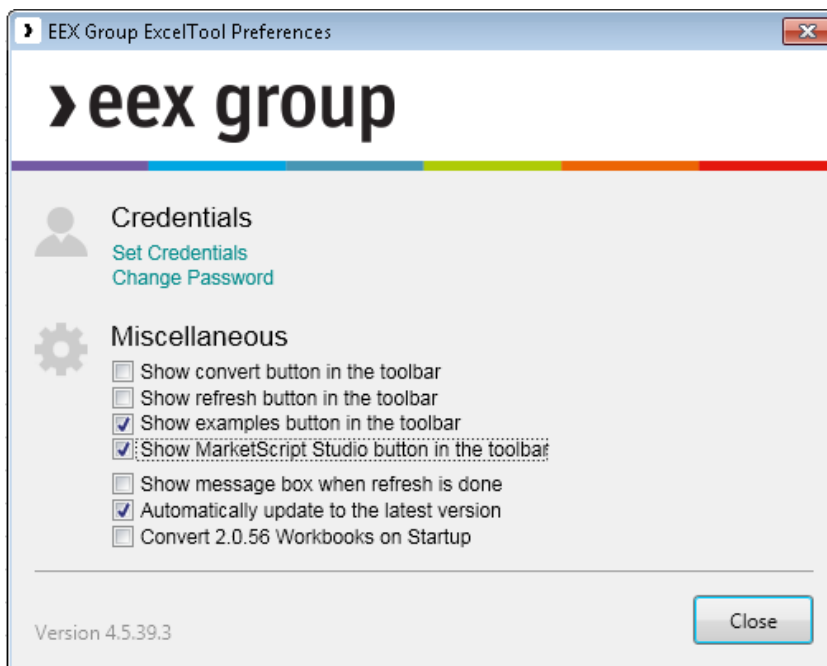 EEX Group ExcelTool Preferences
eex group
Credentials
Set Credentials
Change Password
Miscellaneous
Show convert button in the toolbar
Show refresh button in the toolbar
Show examples button in the toolbar
Show MarketScript Studio button in the toolbar
Show message box when refresh is done
Automatically update to the latest version
Convert 2.0.56 Workbooks on Startup
Close
Version 4.5.39.3